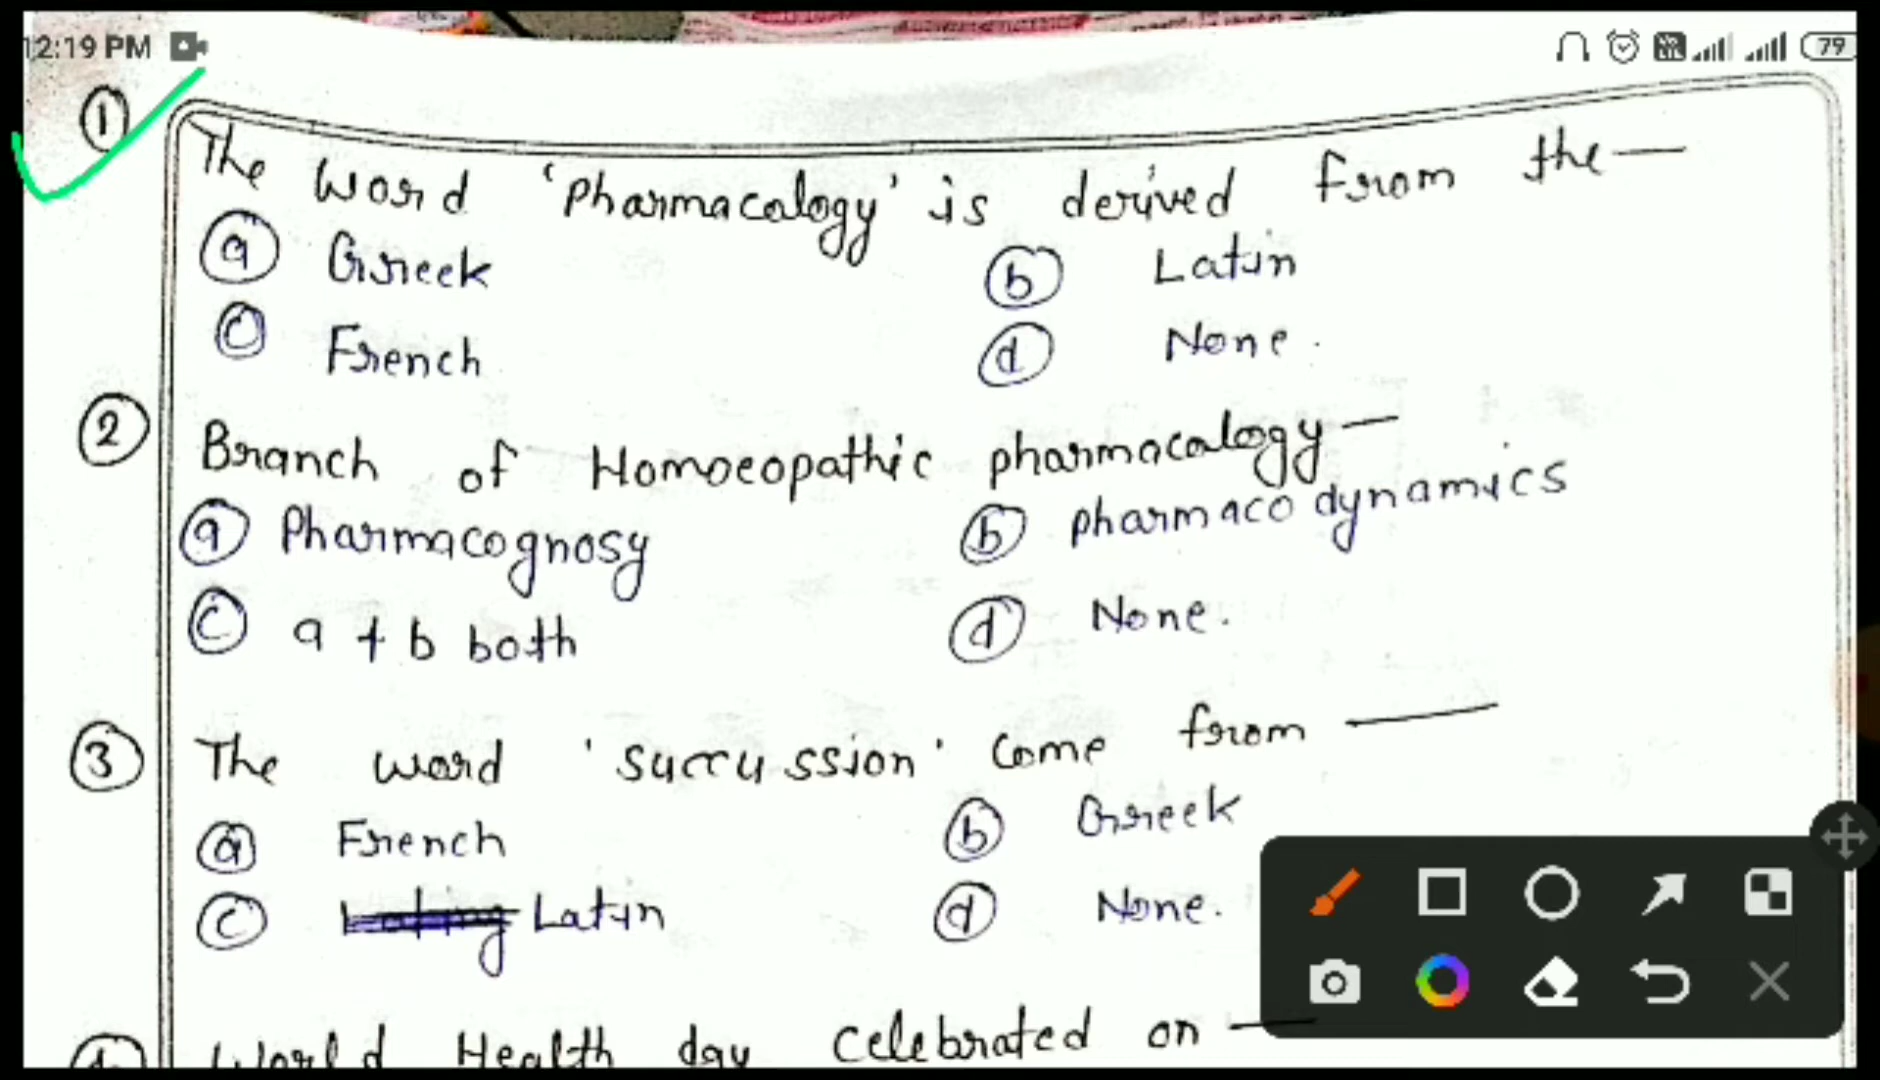 12:19 PM
79
① The Word 'Pharmacology' is derived from the —
ⓐ Greek ⓑ Latin
ⓒ French ⓓ None.
② Branch of Homoeopathic pharmacology —
ⓐ Pharmacognosy ⓑ pharmaco dynamics
ⓒ a + b both ⓓ None.
③ The word 'succussion' come from —
ⓐ French ⓑ Greek
ⓒ Latin ⓓ None.
World Health day celebrated on —